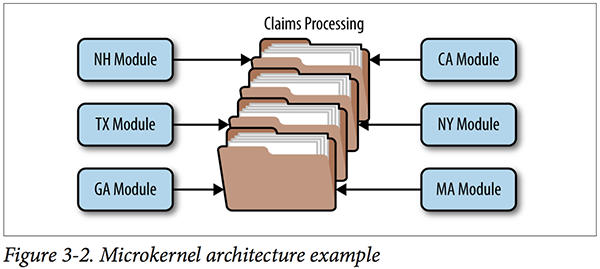 Claims Processing
NH Module
CA Module
TX Module
NY Module
GA Module
MA Module
Figure 3-2. Microkernel architecture example